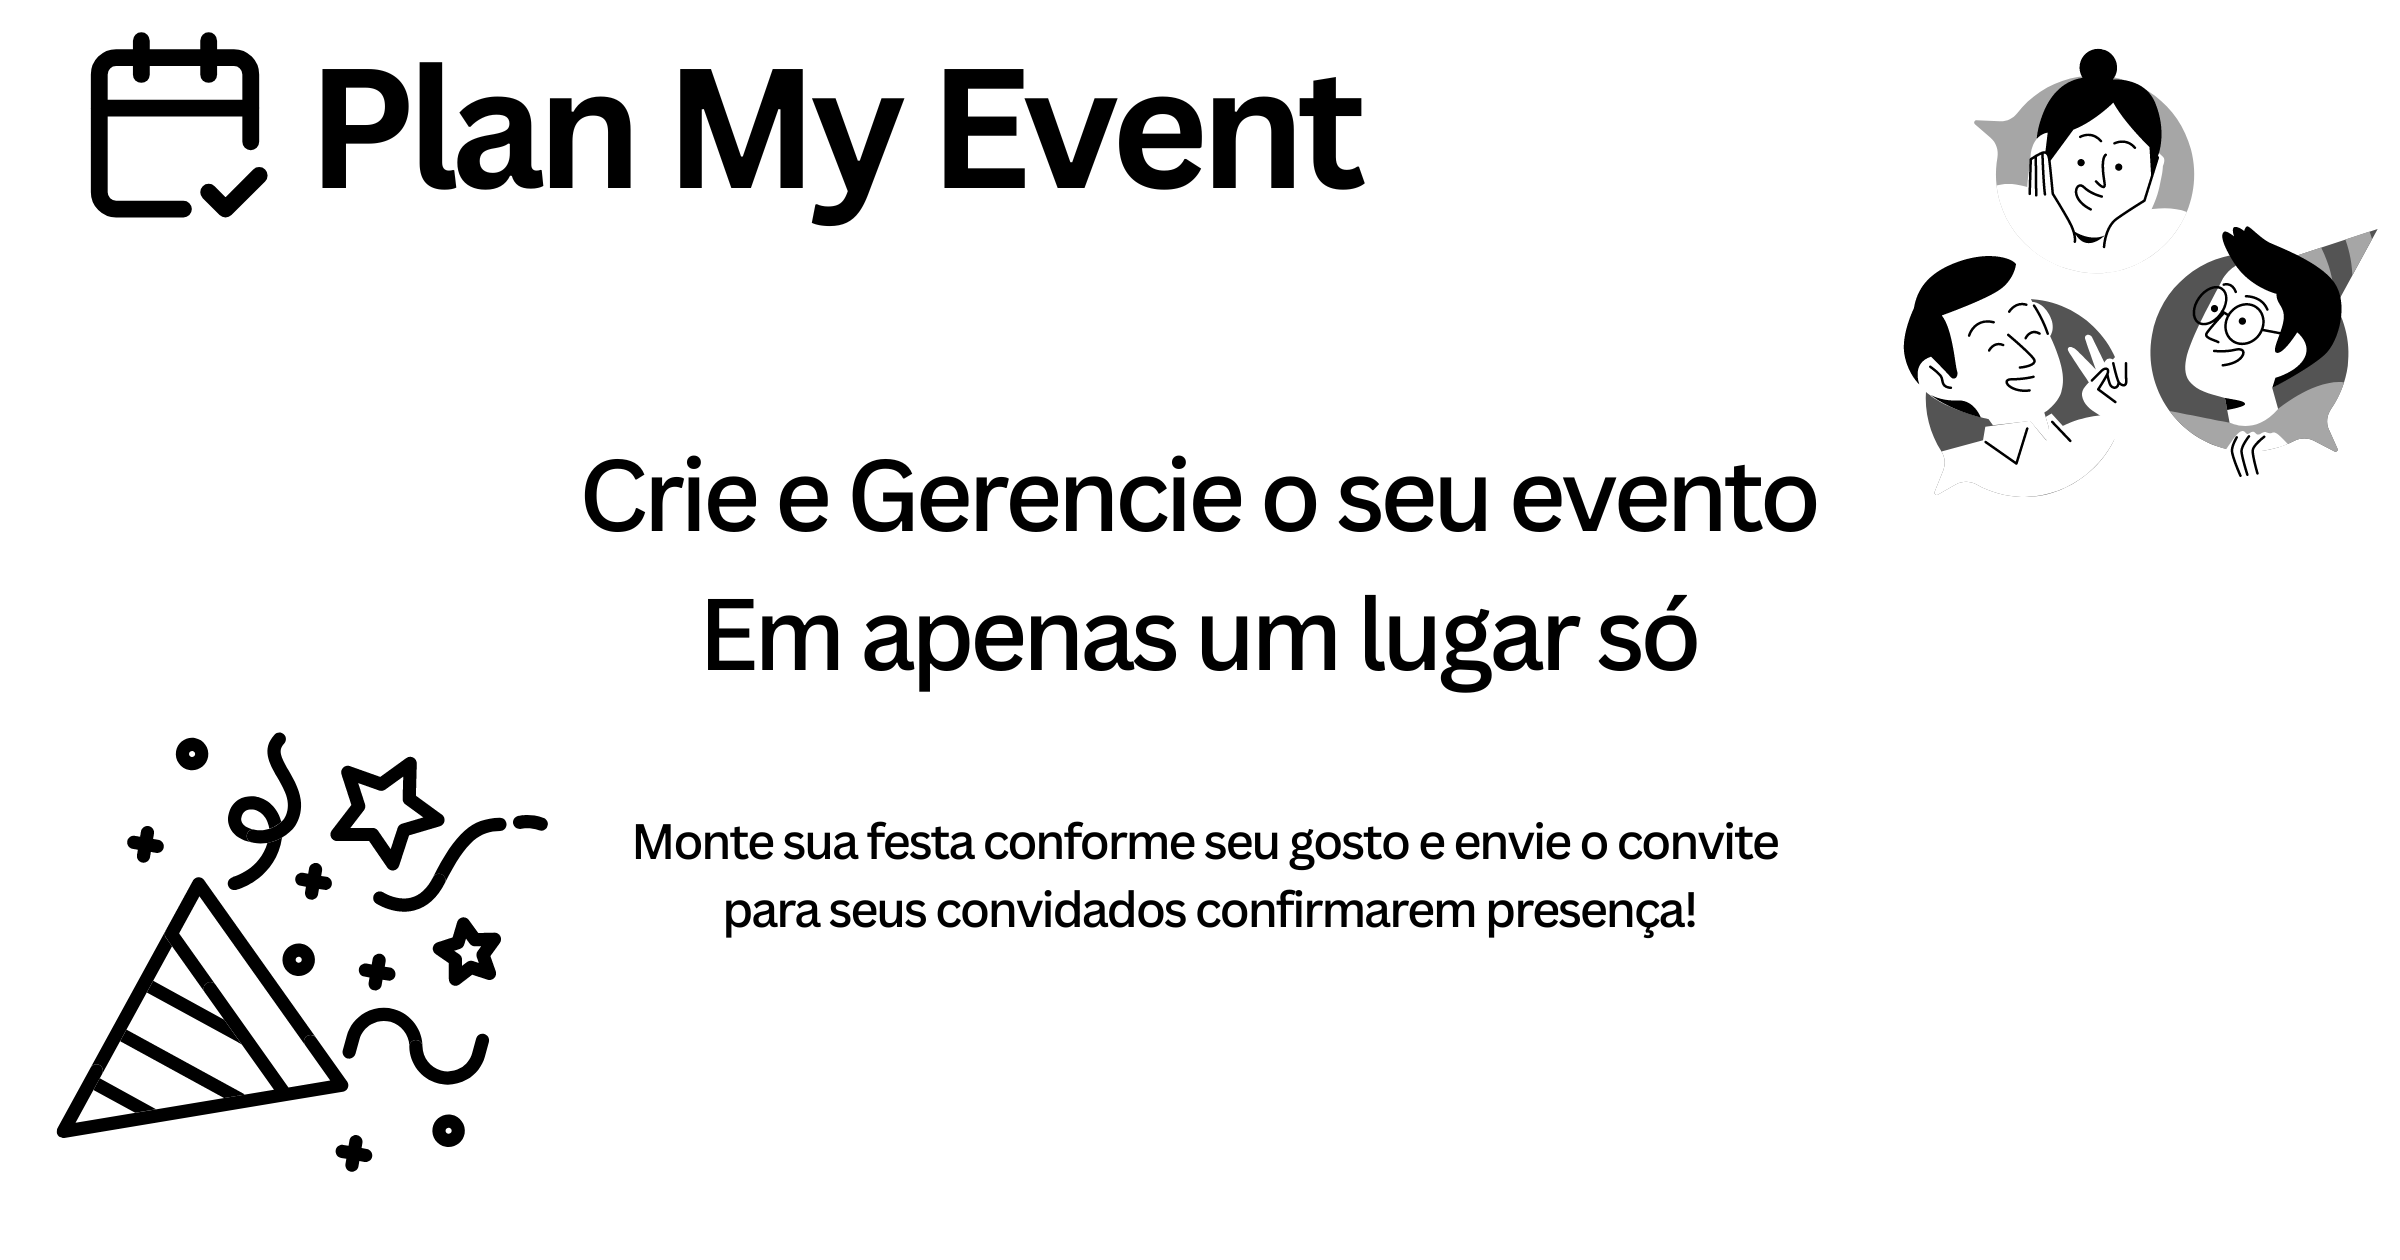 Plan My Event
Crie e Gerencie o seu evento
Em apenas um lugar só
Monte sua festa conforme seu gosto e envie o convite
para seus convidados confirmarem presença!